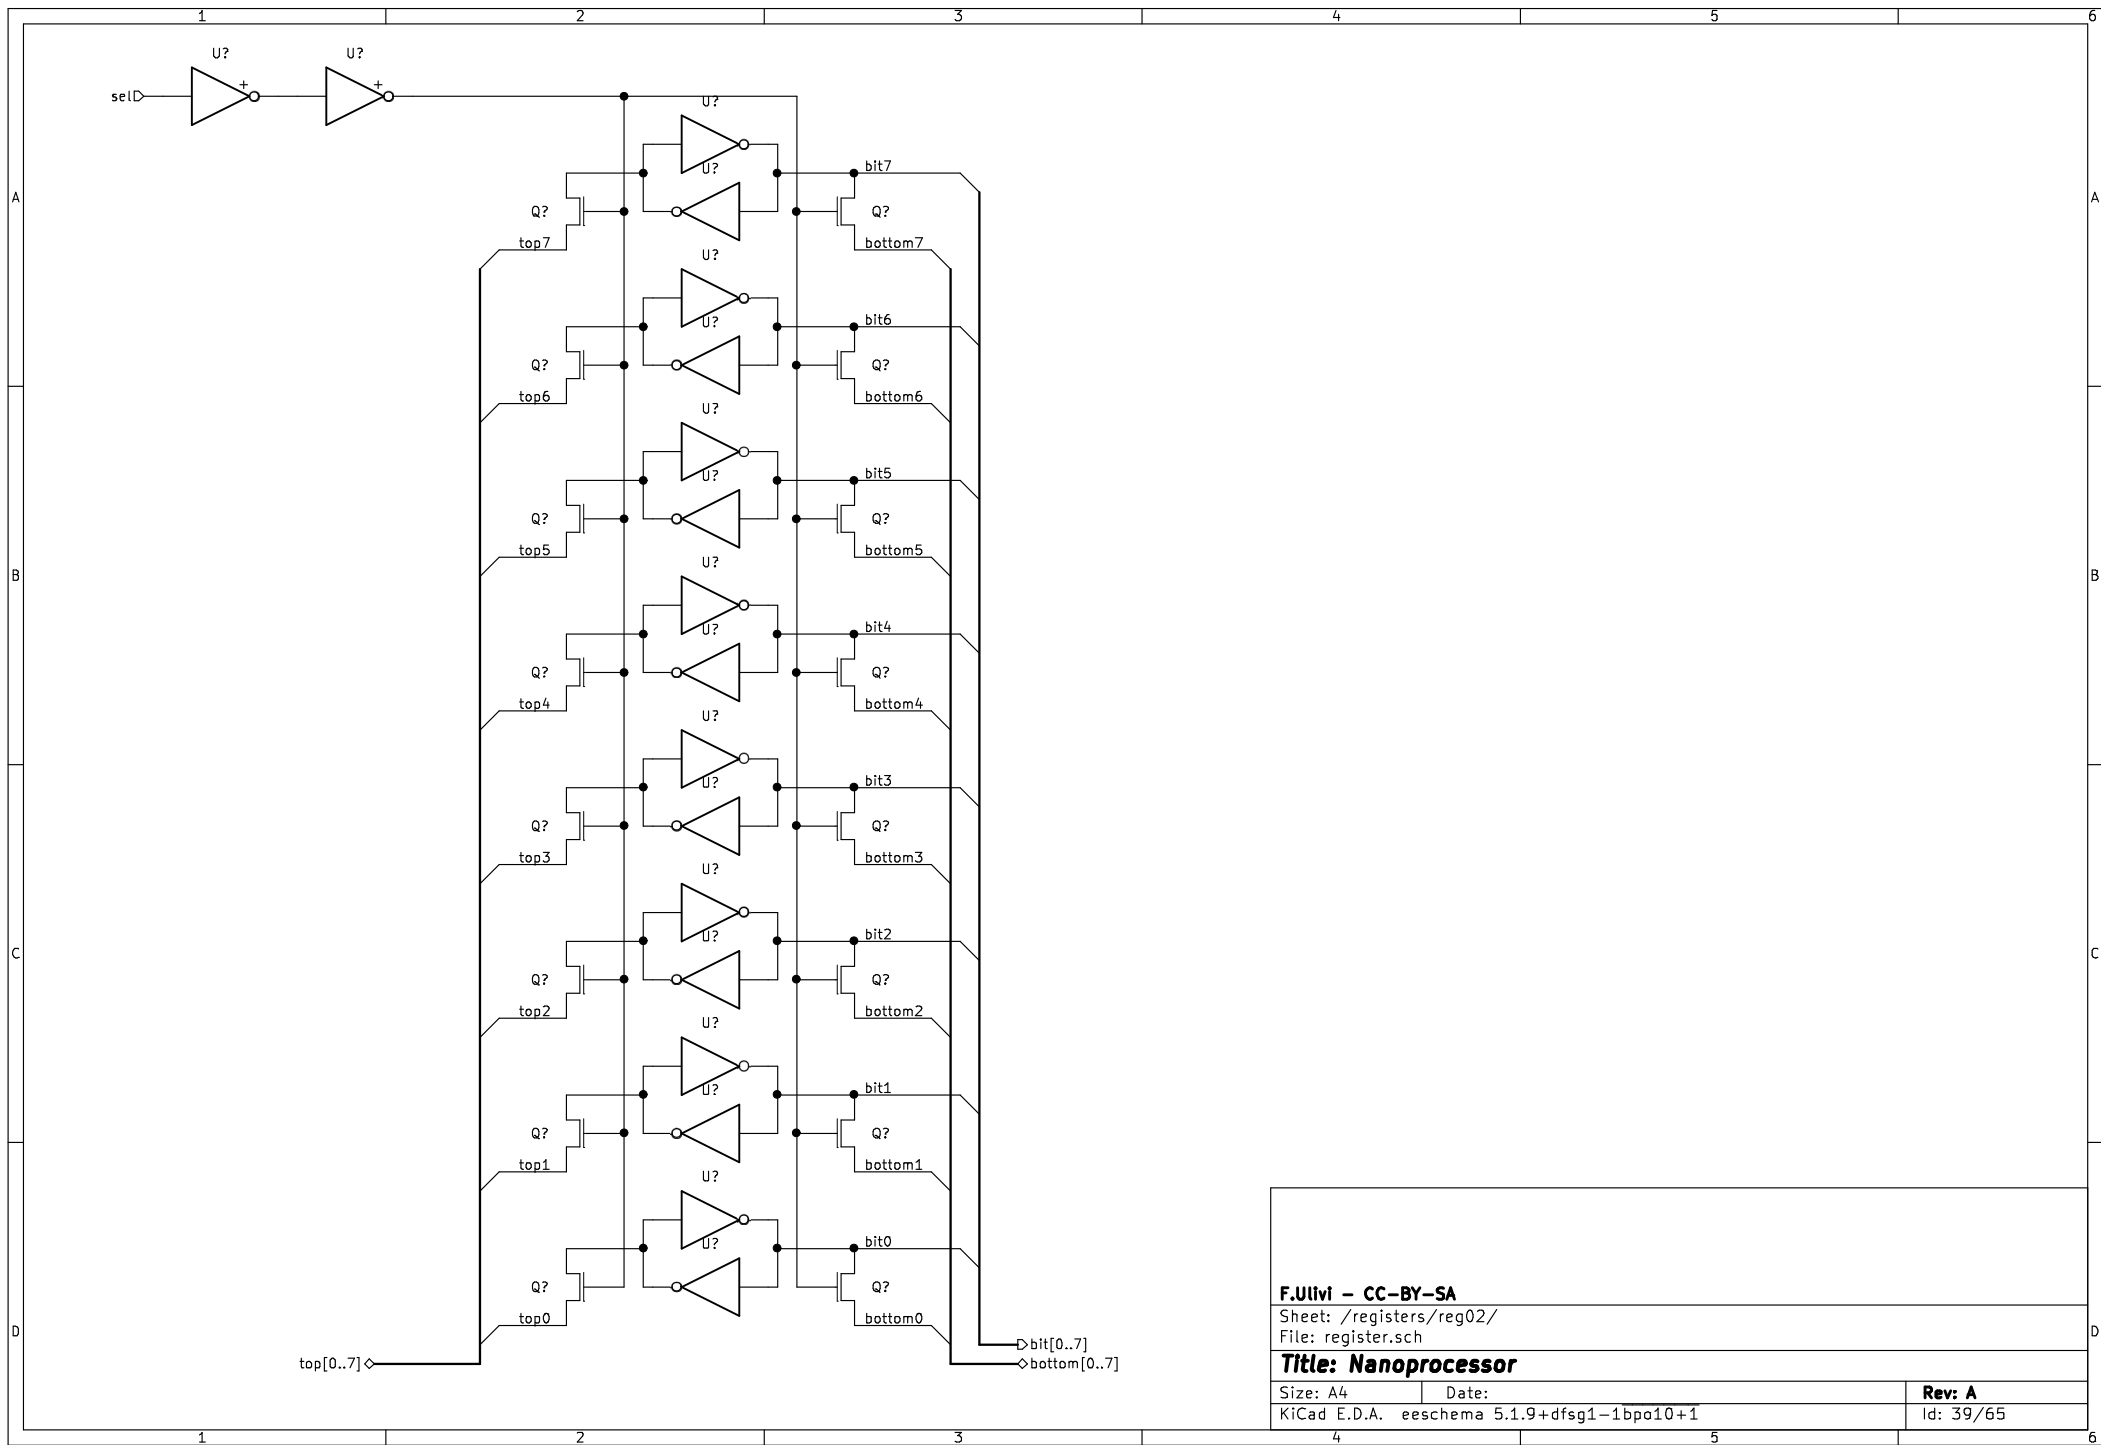 1 2 3 4 5 6
U? U?
sel + +
U?
bit7
U?
A A
Q? Q?
top7 bottom7
U?
bit6
U?
Q? Q?
top6 bottom6
U?
bit5
U?
Q? Q?
top5 bottom5
U?
B B
bit4
U?
Q? Q?
top4 bottom4
U?
bit3
U?
Q? Q?
top3 bottom3
U?
bit2
U?
C C
Q? Q?
top2 bottom2
U?
bit1
U?
Q? Q?
top1 bottom1
U?
bit0
U?
Q? Q?
top0 bottom0
D D
bit[0..7]
top[0..7] bottom[0..7]
F.Ulivi - CC-BY-SA
Sheet: /registers/reg02/
File: register.sch
Title: Nanoprocessor
Size: A4 Date: Rev: A
KiCad E.D.A. eeschema 5.1.9+dfsg1-1bpo10+1 Id: 39/65
1 2 3 4 5 6